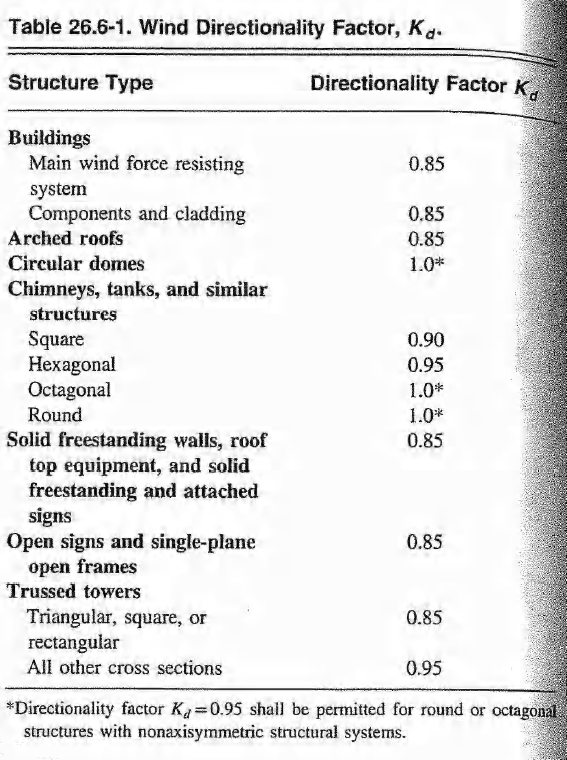 Table 26.6-1. Wind Directionality Factor, K_d.
Structure Type Directionality Factor K_d
Buildings
Main wind force resisting 0.85
system
Components and cladding 0.85
Arched roofs 0.85
Circular domes 1.0*
Chimneys, tanks, and similar
structures
Square 0.90
Hexagonal 0.95
Octagonal 1.0*
Round 1.0*
Solid freestanding walls, roof 0.85
top equipment, and solid
freestanding and attached
signs
Open signs and single-plane 0.85
open frames
Trussed towers
Triangular, square, or 0.85
rectangular
All other cross sections 0.95
*Directionality factor K_d=0.95 shall be permitted for round or octagonal
structures with nonaxisymmetric structural systems.